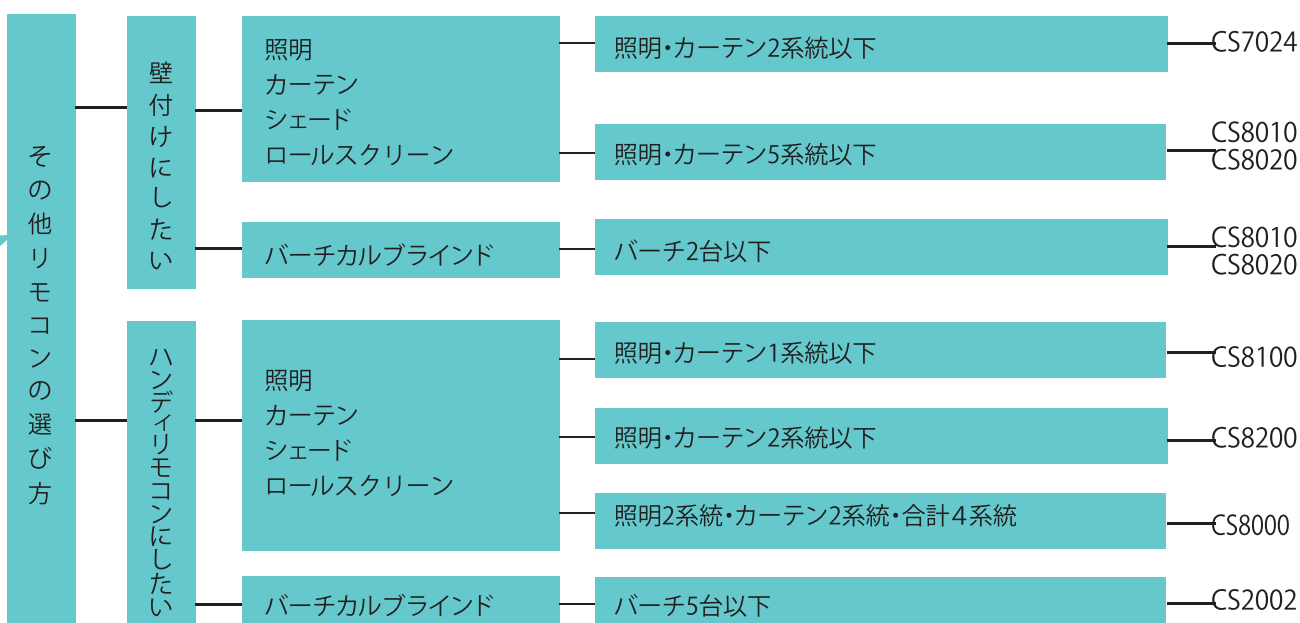 その他リモコンの選び方
壁付けにしたい
照明
カーテン
シェード
ロールスクリーン
照明・カーテン2系統以下
CS7024
照明・カーテン5系統以下
CS8010
CS8020
バーチカルブラインド
バーチ2台以下
CS8010
CS8020
ハンディリモコンにしたい
照明
カーテン
シェード
ロールスクリーン
照明・カーテン1系統以下
CS8100
照明・カーテン2系統以下
CS8200
照明2系統・カーテン2系統・合計4系統
CS8000
バーチカルブラインド
バーチ5台以下
CS2002